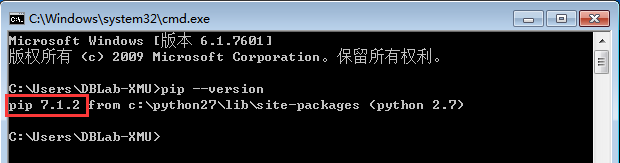 C:\Windows\system32\cmd.exe
Microsoft Windows [版本 6.1.7601]
版权所有 (c) 2009 Microsoft Corporation。保留所有权利。
C:\Users\DBLab-XMU>pip --version
pip 7.1.2 from c:\python27\lib\site-packages (python 2.7)
C:\Users\DBLab-XMU>